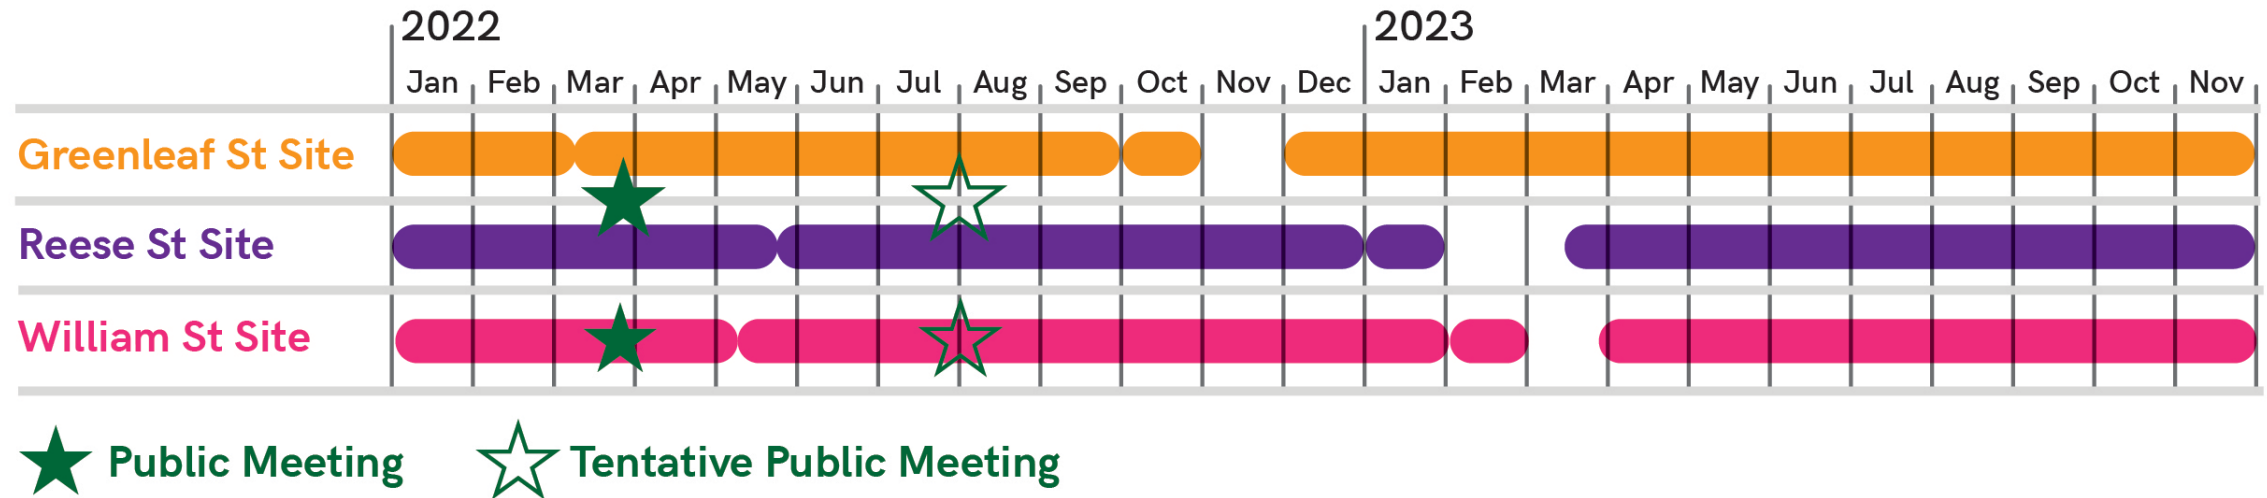 2022 2023
Jan Feb Mar Apr May Jun Jul Aug Sep Oct Nov Dec Jan Feb Mar Apr May Jun Jul Aug Sep Oct Nov
Greenleaf St Site
Reese St Site
William St Site
Public Meeting Tentative Public Meeting